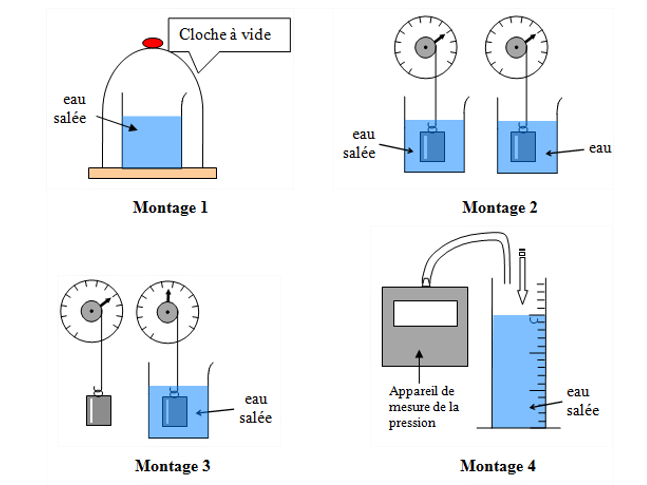 Cloche à vide
eau
salée
Montage 1
eau
salée
eau
Montage 2
eau
salée
Montage 3
Appareil de
mesure de la
pression
eau
salée
Montage 4